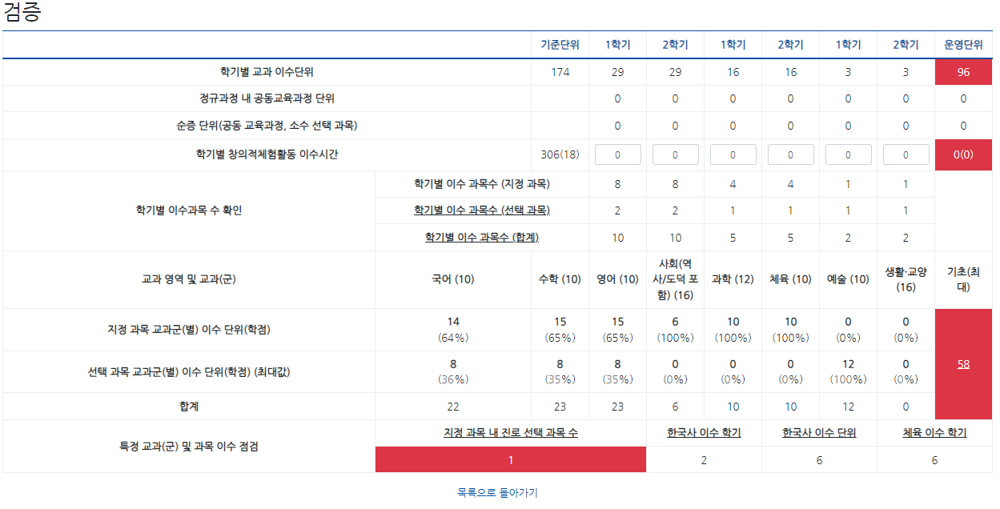 검증
기준단위 1학기 2학기 1학기 2학기 1학기 2학기 운영단위
학기별 교과 이수단위 174 29 29 16 16 3 3 96
정규과정 내 공동교육과정 단위 0 0 0 0 0 0 0
순증 단위(공동 교육과정, 소수 선택 과목) 0 0 0 0 0 0 0
학기별 창의적체험활동 이수시간 306(18) 0 0 0 0 0 0 0(0)
학기별 이수과목 수 확인
학기별 이수 과목수 (지정 과목) 8 8 4 4 1 1
학기별 이수 과목수 (선택 과목) 2 2 1 1 1 1
학기별 이수 과목수 (합계) 10 10 5 5 2 2
교과 영역 및 교과(군) 국어 (10) 수학 (10) 영어 (10) 사회(역사/도덕 포함) (16) 과학 (12) 체육 (10) 예술 (10) 생활·교양 (16) 기초(최대)
지정 과목 교과군(별) 이수 단위(학점) 14 15 15 6 10 10 0 0
(64%) (65%) (65%) (100%) (100%) (100%) (0%) (0%)
선택 과목 교과군(별) 이수 단위(학점) (최대값) 8 8 8 0 0 0 12 0 58
(36%) (35%) (35%) (0%) (0%) (0%) (100%) (0%)
합계 22 23 23 6 10 10 12 0
특정 교과(군) 및 과목 이수 점검
지정 과목 내 진로 선택 과목 수 한국사 이수 학기 한국사 이수 단위 체육 이수 학기
1 2 6 6
목록으로 돌아가기